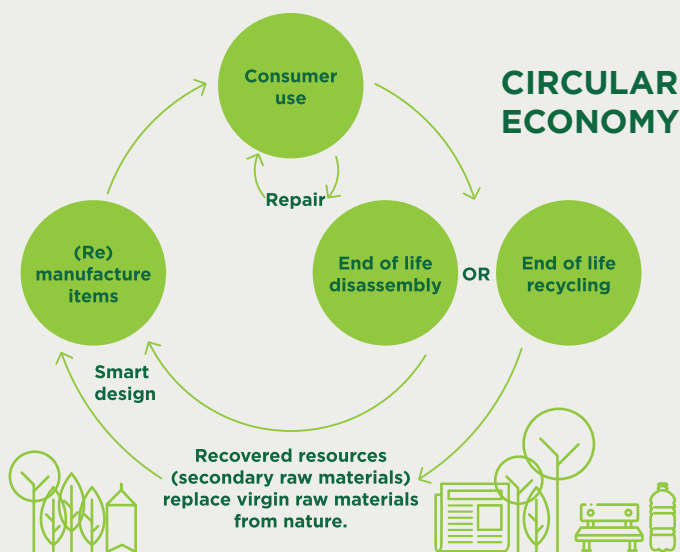 CIRCULAR
ECONOMY
Consumer
use
Repair
(Re)
manufacture
items
End of life
disassembly
OR
End of life
recycling
Smart
design
Recovered resources
(secondary raw materials)
replace virgin raw materials
from nature.